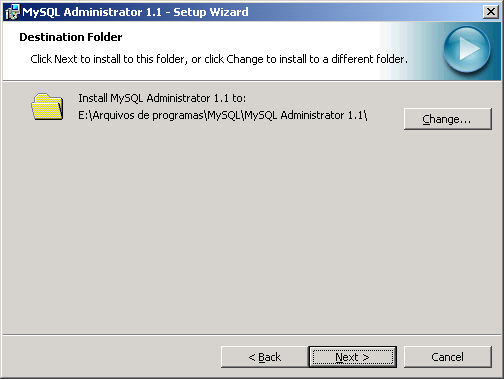 MySQL Administrator 1.1 - Setup Wizard
Destination Folder
Click Next to install to this folder, or click Change to install to a different folder.
Install MySQL Administrator 1.1 to:
E:\Arquivos de programas\MySQL\MySQL Administrator 1.1\
Change...
< Back
Next >
Cancel